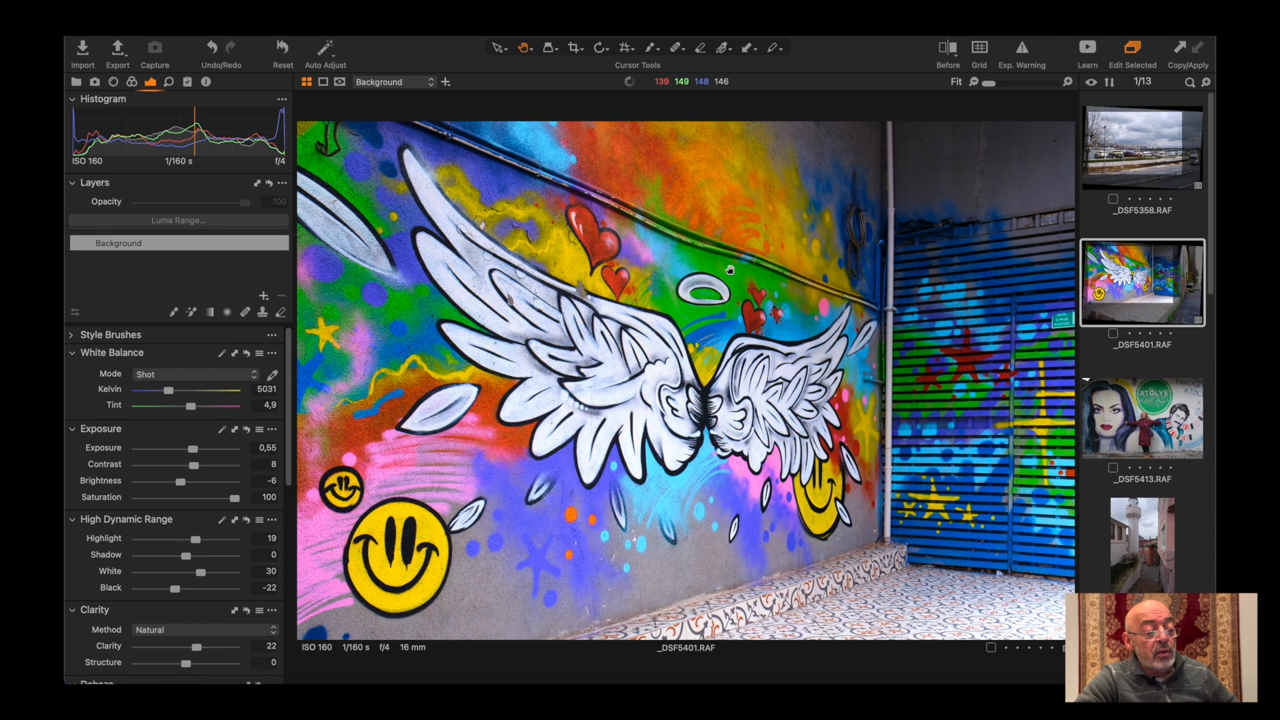 Import Export Capture Undo/Redo Reset Auto Adjust Cursor Tools Before Grid Exp. Warning Learn Edit Selected Copy/Apply
Background 139 149 148 146 Fit 1/13
Histogram
ISO 160 1/160 s f/4
Layers
Opacity 100
Luma Range...
Background
Style Brushes
White Balance
Mode Shot
Kelvin 5031
Tint 4,9
Exposure
Exposure 0,55
Contrast 8
Brightness -6
Saturation 100
High Dynamic Range
Highlight 19
Shadow 0
White 30
Black -22
Clarity
Method Natural
Clarity 22
Structure 0
ISO 160 1/160 s f/4 16 mm _DSF5401.RAF
_DSF5358.RAF
_DSF5401.RAF
ATOLYE
_DSF5413.RAF